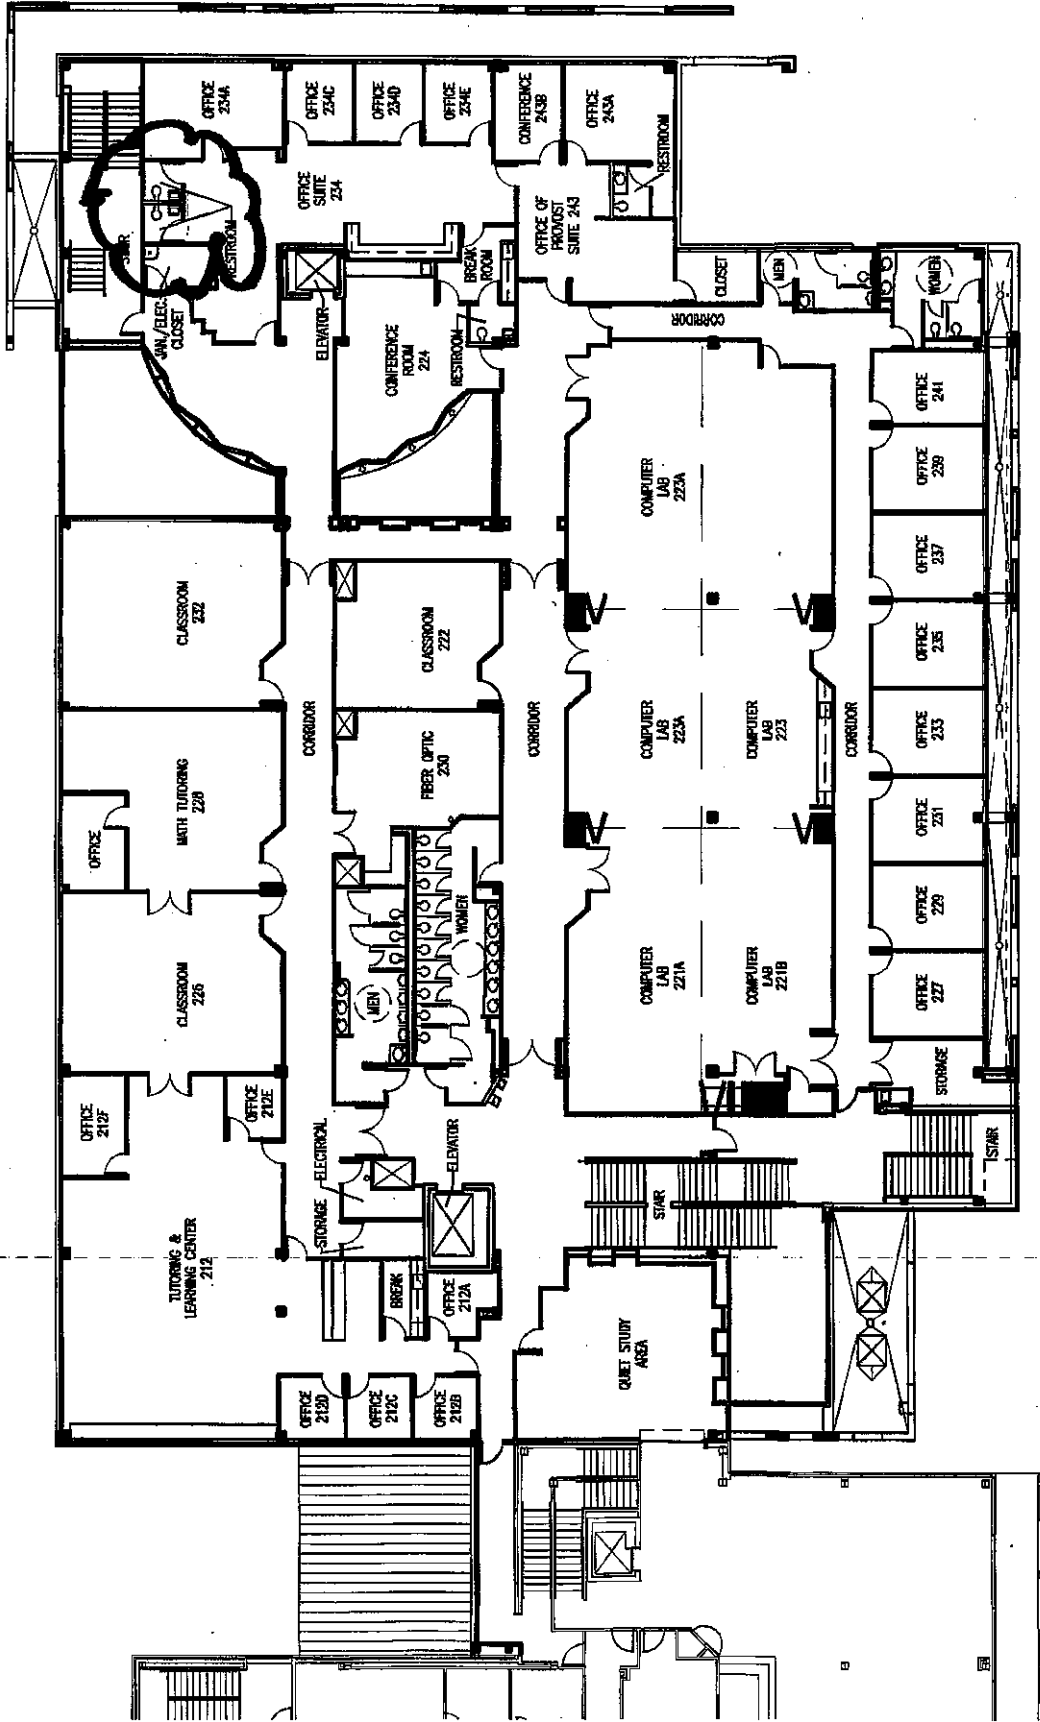 OFFICE
234A
OFFICE
234C
OFFICE
234D
OFFICE
234E
CONFERENCE
243B
OFFICE
243A
RESTROOM
OFFICE
SUITE
234
OFFICE OF
PROVOST
SUITE 243
RESTROOM
JAN./ELEC.
CLOSET
ELEVATOR
BREAK
ROOM
CLOSET
MEN
WOMEN
CONFERENCE
ROOM
224
RESTROOM
CORRIDOR
OFFICE
241
OFFICE
239
OFFICE
237
OFFICE
235
OFFICE
233
OFFICE
231
OFFICE
229
OFFICE
227
COMPUTER
LAB
223A
CLASSROOM
232
CLASSROOM
222
CORRIDOR
CORRIDOR
COMPUTER
LAB
223A
COMPUTER
LAB
223
CORRIDOR
MATH TUTORING
228
OFFICE
FIBER OPTIC
230
CLASSROOM
226
MEN
WOMEN
COMPUTER
LAB
221A
COMPUTER
LAB
221B
STORAGE
OFFICE
212F
OFFICE
212E
ELECTRICAL
ELEVATOR
STAIR
STAIR
STORAGE
TUTORING &
LEARNING CENTER
212
BREAK
OFFICE
212A
QUIET STUDY
AREA
OFFICE
212D
OFFICE
212C
OFFICE
212B